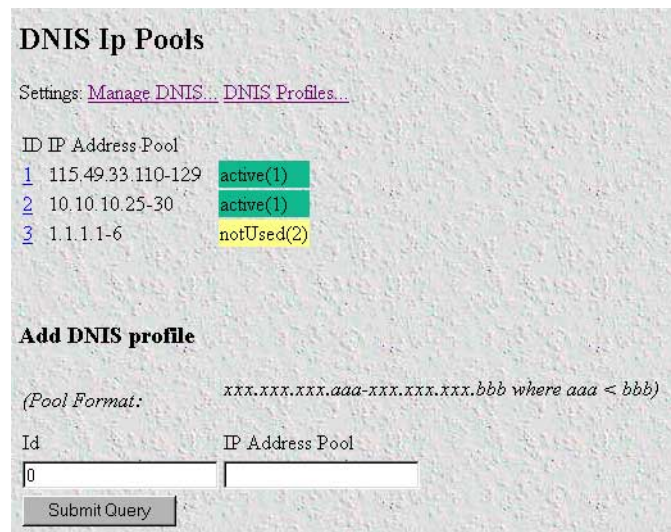 DNIS Ip Pools
Settings: Manage DNIS... DNIS Profiles...
ID IP Address Pool
1 115.49.33.110-129 active(1)
2 10.10.10.25-30 active(1)
3 1.1.1.1-6 notUsed(2)
Add DNIS profile
(Pool Format: xxx.xxx.xxx.aaa-xxx.xxx.xxx.bbb where aaa < bbb)
Id IP Address Pool
0
Submit Query